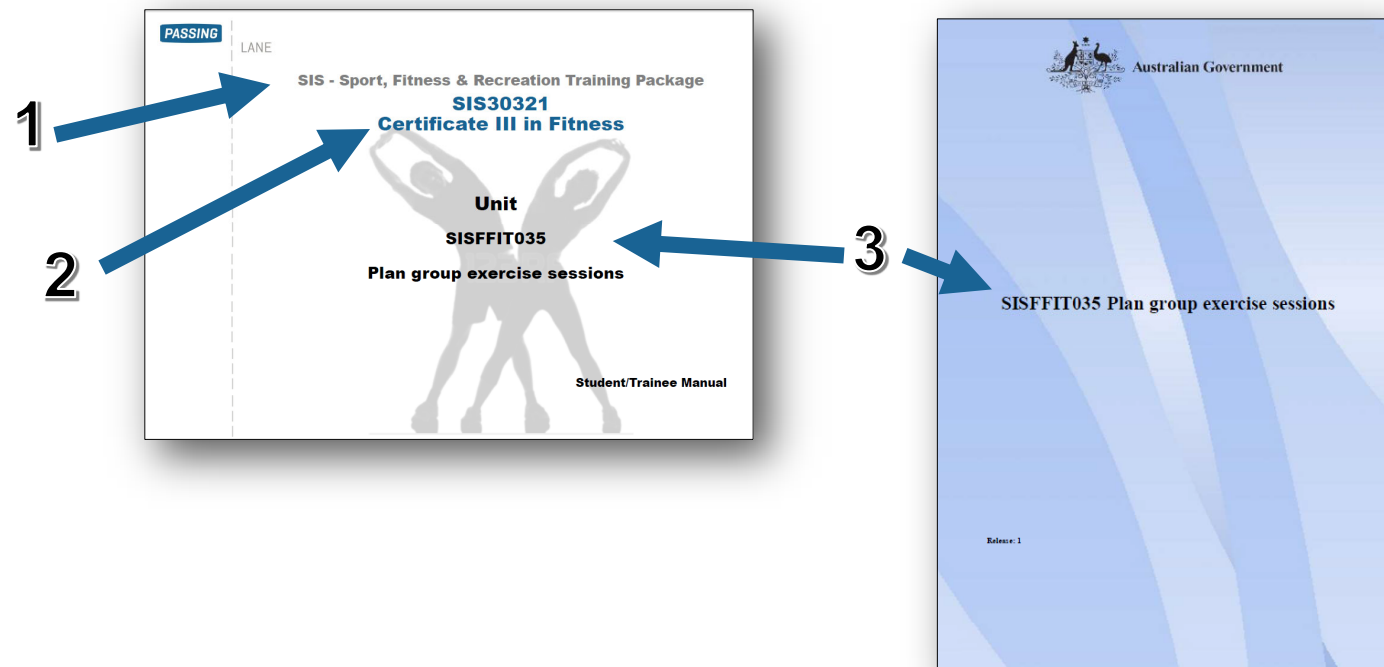 PASSING
LANE
SIS - Sport, Fitness & Recreation Training Package
SIS30321
Certificate III in Fitness
Unit
SISFFIT035
Plan group exercise sessions
Student/Trainee Manual
1
2
3
Australian Government
SISFFIT035 Plan group exercise sessions
Release: 1